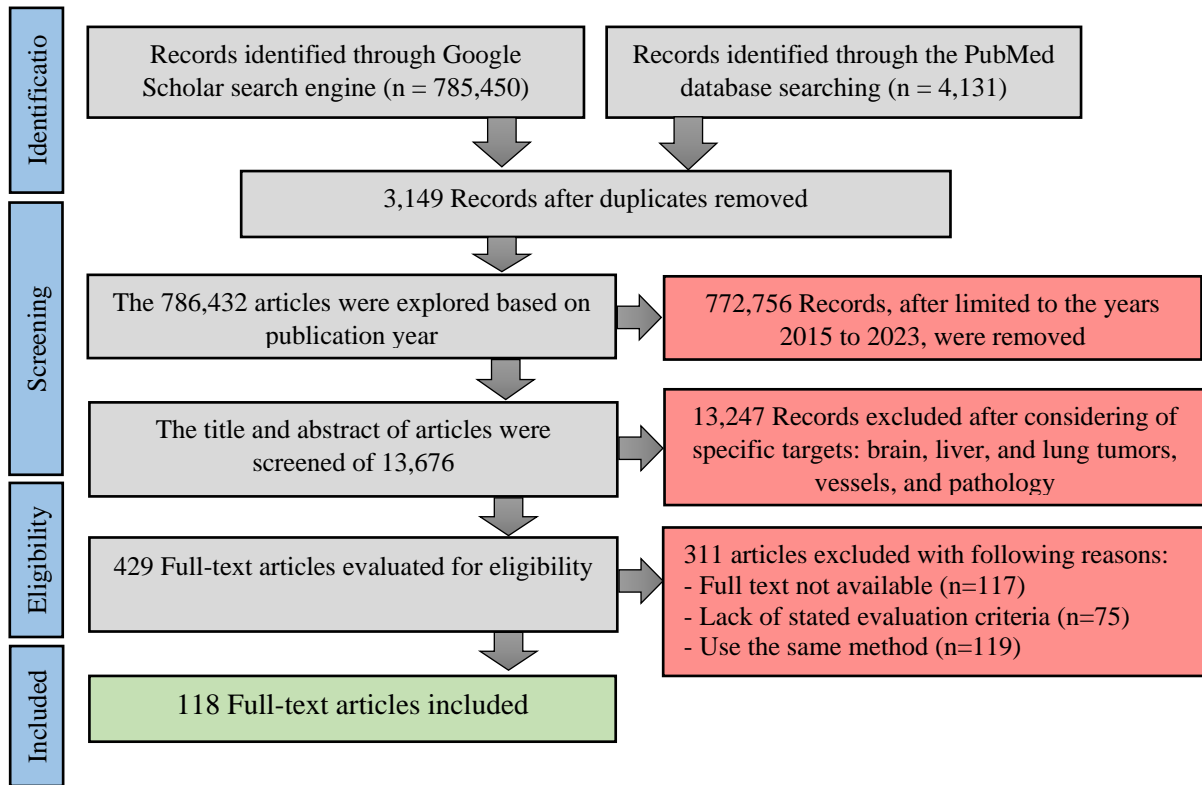 Identificatio
Records identified through Google
Scholar search engine (n = 785,450)
Records identified through the PubMed
database searching (n = 4,131)
3,149 Records after duplicates removed
Screening
The 786,432 articles were explored based on
publication year
772,756 Records, after limited to the years
2015 to 2023, were removed
The title and abstract of articles were
screened of 13,676
13,247 Records excluded after considering of
specific targets: brain, liver, and lung tumors,
vessels, and pathology
Eligibility
429 Full-text articles evaluated for eligibility
311 articles excluded with following reasons:
- Full text not available (n=117)
- Lack of stated evaluation criteria (n=75)
- Use the same method (n=119)
Included
118 Full-text articles included